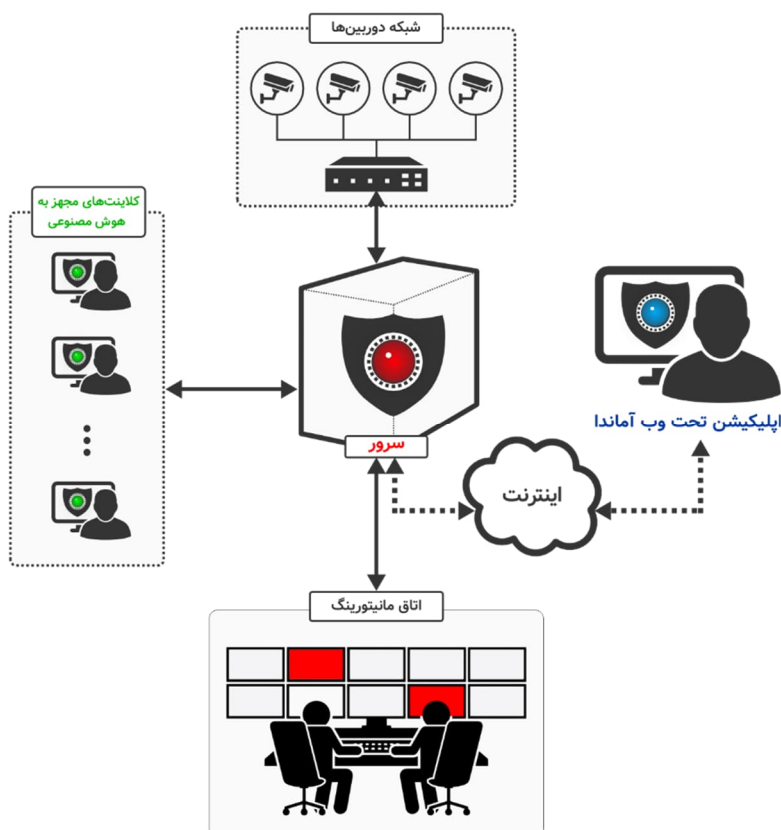 شبکه دوربین‌ها
کلاینت‌های مجهز به
هوش مصنوعی
سرور
اپلیکیشن تحت وب آماندا
اینترنت
اتاق مانیتورینگ